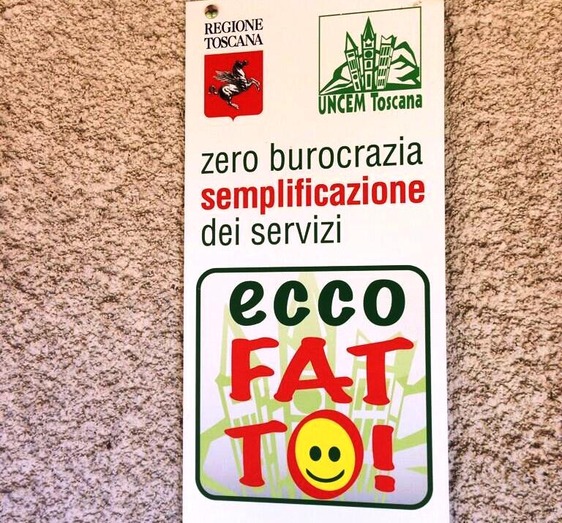 REGIONE
TOSCANA
UNCEM Toscana
zero burocrazia
semplificazione
dei servizi
ecco
FAT
TO!